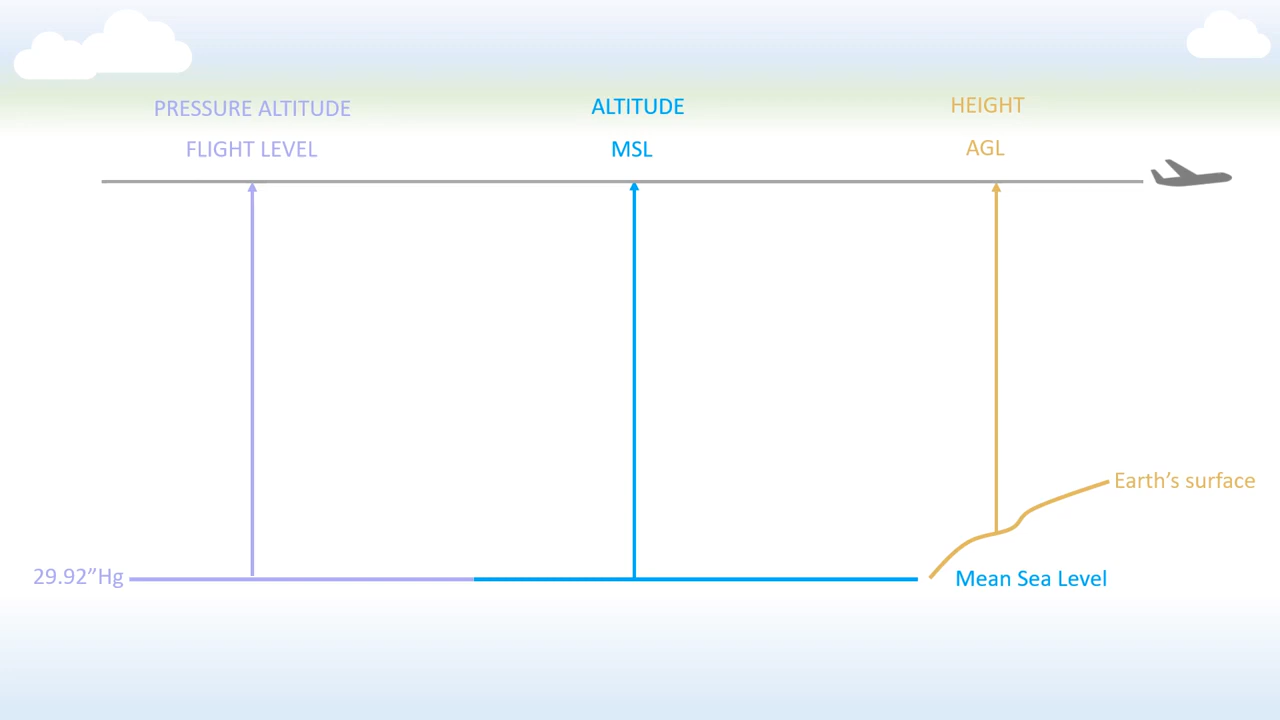 PRESSURE ALTITUDE
FLIGHT LEVEL
ALTITUDE
MSL
HEIGHT
AGL
Earth’s surface
29.92”Hg
Mean Sea Level